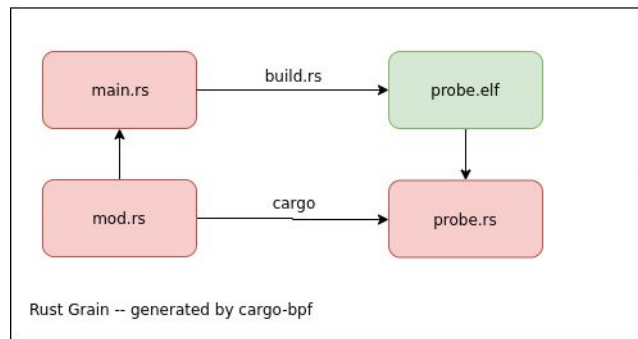 main.rs
build.rs
probe.elf
mod.rs
cargo
probe.rs
Rust Grain -- generated by cargo-bpf